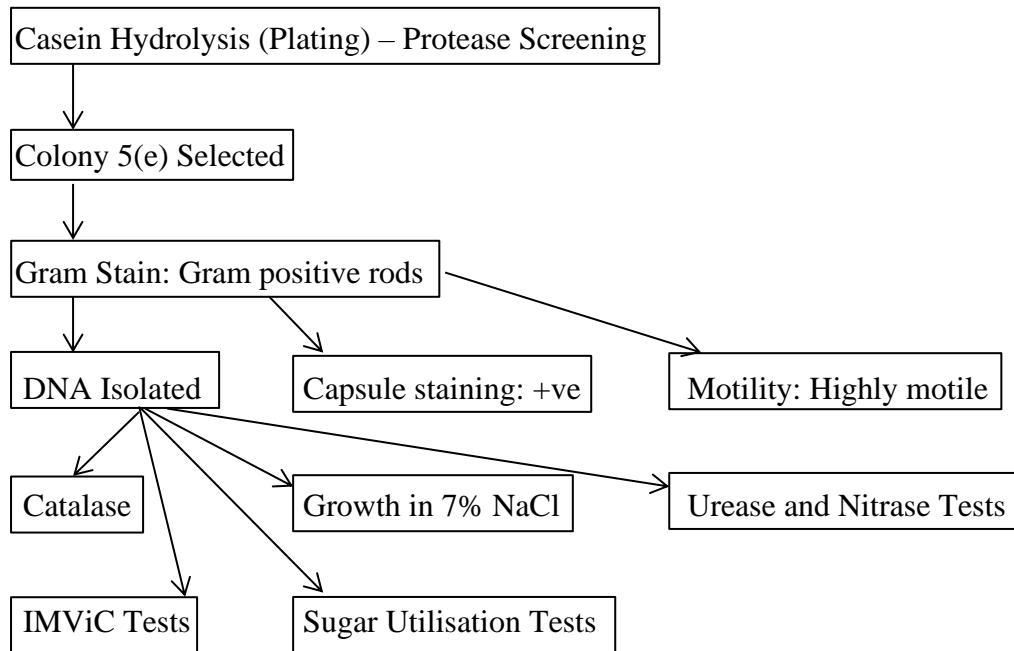 Casein Hydrolysis (Plating) – Protease Screening
Colony 5(e) Selected
Gram Stain: Gram positive rods
DNA Isolated
Capsule staining: +ve
Motility: Highly motile
Catalase
Growth in 7% NaCl
Urease and Nitrase Tests
IMViC Tests
Sugar Utilisation Tests